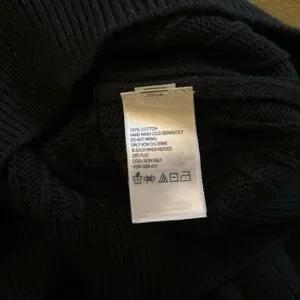 100% COTTON
HAND WASH COLD SEPARATELY
DO NOT WRING
ONLY NON CHLORINE
BLEACH WHEN NEEDED
DRY FLAT
COOL IRON ONLY